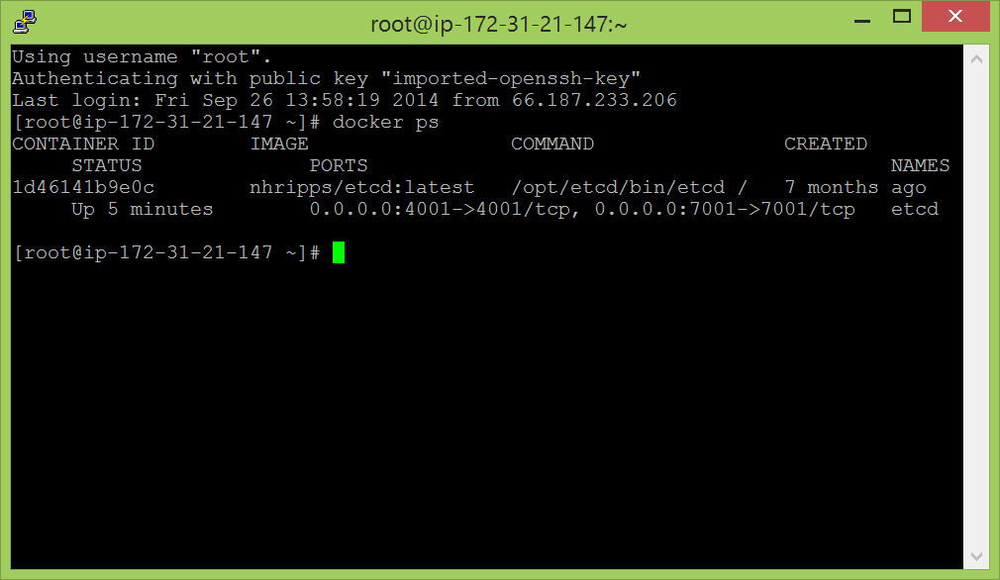 root@ip-172-31-21-147:~
Using username "root".
Authenticating with public key "imported-openssh-key"
Last login: Fri Sep 26 13:58:19 2014 from 66.187.233.206
[root@ip-172-31-21-147 ~]# docker ps
CONTAINER ID        IMAGE                 COMMAND                CREATED
     STATUS              PORTS                                            NAMES
1d46141b9e0c        nhripps/etcd:latest   /opt/etcd/bin/etcd /   7 months ago
     Up 5 minutes        0.0.0.0:4001->4001/tcp, 0.0.0.0:7001->7001/tcp   etcd
[root@ip-172-31-21-147 ~]#